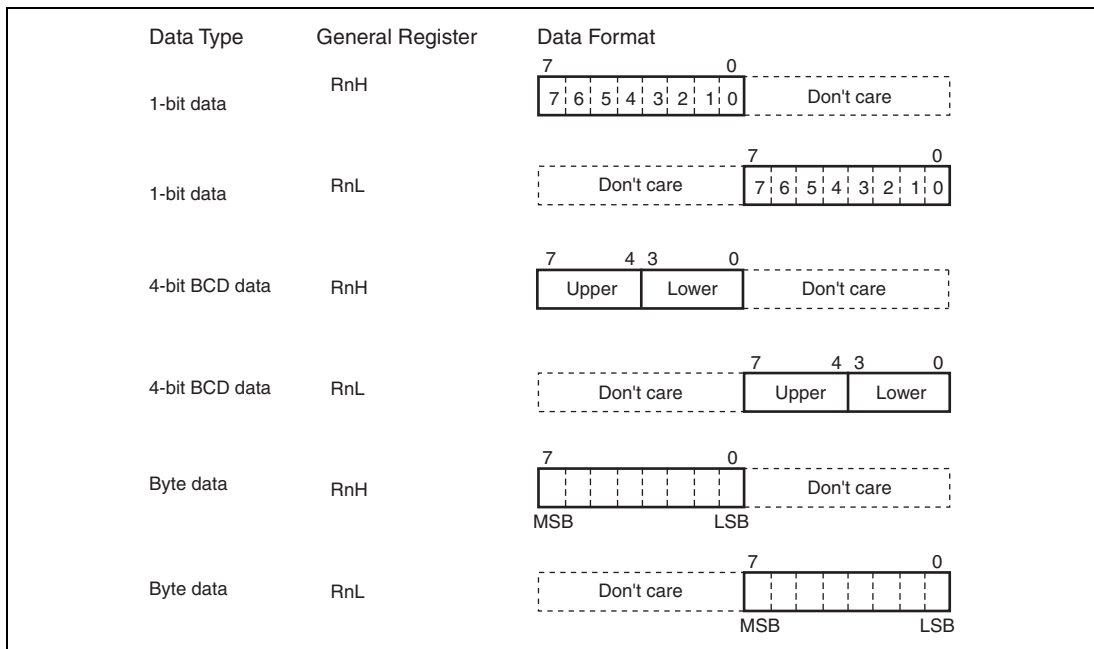 Data Type General Register Data Format
7 0
1-bit data RnH 7 6 5 4 3 2 1 0 Don't care
7 0
1-bit data RnL Don't care 7 6 5 4 3 2 1 0
7 4 3 0
4-bit BCD data RnH Upper Lower Don't care
7 4 3 0
4-bit BCD data RnL Don't care Upper Lower
7 0
Byte data RnH Don't care
MSB LSB
7 0
Byte data RnL Don't care
MSB LSB